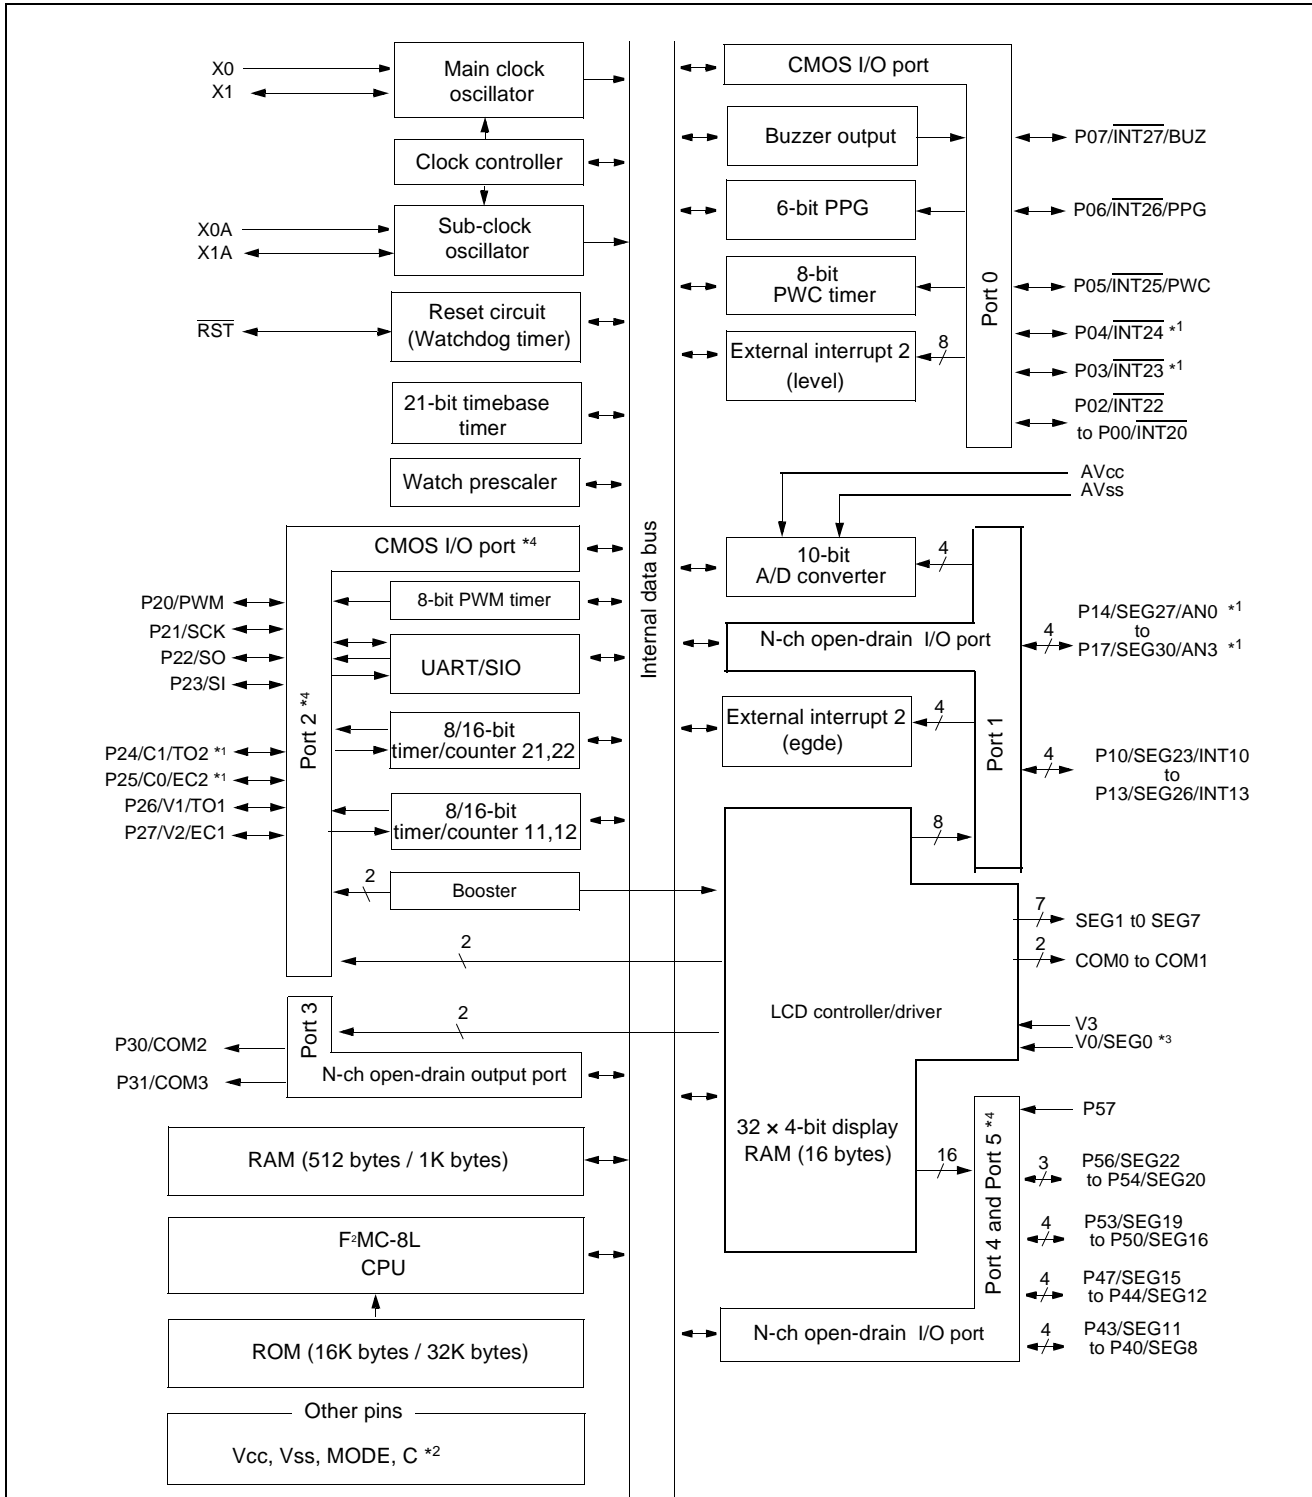 X0
X1
Main clock
oscillator
Clock controller
X0A
X1A
Sub-clock
oscillator
RST
Reset circuit
(Watchdog timer)
21-bit timebase
timer
Watch prescaler
CMOS I/O port *4
Port 2 *4
P20/PWM
P21/SCK
P22/SO
P23/SI
P24/C1/TO2 *1
P25/C0/EC2 *1
P26/V1/TO1
P27/V2/EC1
8-bit PWM timer
UART/SIO
8/16-bit
timer/counter 21,22
8/16-bit
timer/counter 11,12
2
Booster
2
2
Port 3
P30/COM2
P31/COM3
N-ch open-drain output port
RAM (512 bytes / 1K bytes)
F²MC-8L
CPU
ROM (16K bytes / 32K bytes)
Other pins
Vcc, Vss, MODE, C *2
Internal data bus
CMOS I/O port
Buzzer output
6-bit PPG
8-bit
PWC timer
External interrupt 2
(level)
8
Port 0
P07/INT27/BUZ
P06/INT26/PPG
P05/INT25/PWC
P04/INT24 *1
P03/INT23 *1
P02/INT22
to P00/INT20
AVcc
AVss
10-bit
A/D converter
4
N-ch open-drain I/O port
External interrupt 2
(egde)
4
Port 1
4
P14/SEG27/AN0 *1
to
P17/SEG30/AN3 *1
4
P10/SEG23/INT10
to
P13/SEG26/INT13
8
7
SEG1 t0 SEG7
2
COM0 to COM1
LCD controller/driver
V3
V0/SEG0 *3
32 × 4-bit display
RAM (16 bytes)
16
Port 4 and Port 5 *4
P57
3
P56/SEG22
to P54/SEG20
4
P53/SEG19
to P50/SEG16
4
P47/SEG15
to P44/SEG12
4
P43/SEG11
to P40/SEG8
N-ch open-drain I/O port